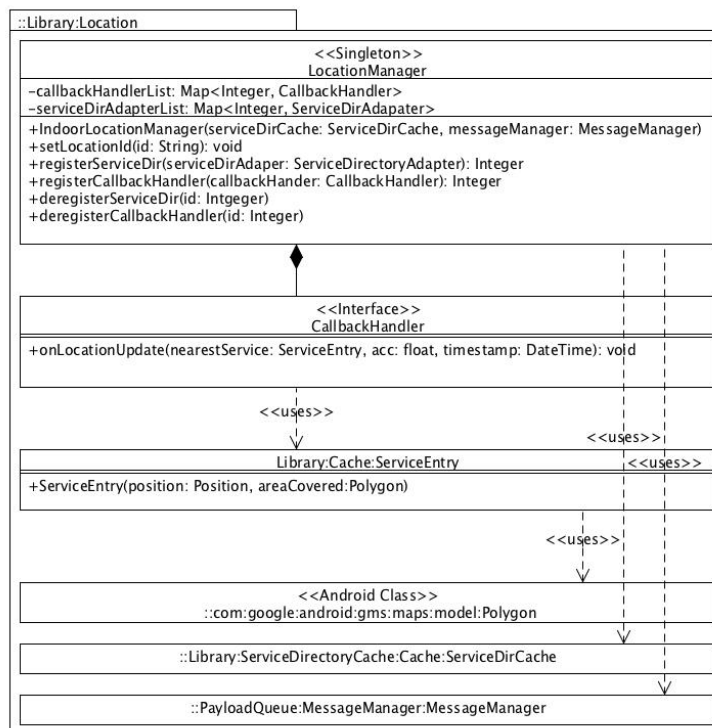 ::Library:Location
<<Singleton>>
LocationManager
-callbackHandlerList: Map<Integer, CallbackHandler>
-serviceDirAdapterList: Map<Integer, ServiceDirAdapater>
+IndoorLocationManager(serviceDirCache: ServiceDirCache, messageManager: MessageManager)
+setLocationId(id: String): void
+registerServiceDir(serviceDirAdaper: ServiceDirectoryAdapter): Integer
+registerCallbackHandler(callbackHander: CallbackHandler): Integer
+deregisterServiceDir(id: Intgeger)
+deregisterCallbackHandler(id: Integer)
<<Interface>>
CallbackHandler
+onLocationUpdate(nearestService: ServiceEntry, acc: float, timestamp: DateTime): void
<<uses>>
<<uses>>
<<uses>>
Library:Cache:ServiceEntry
+ServiceEntry(position: Position, areaCovered:Polygon)
<<uses>>
<<Android Class>>
::com:google:android:gms:maps:model:Polygon
::Library:ServiceDirectoryCache:Cache:ServiceDirCache
::PayloadQueue:MessageManager:MessageManager